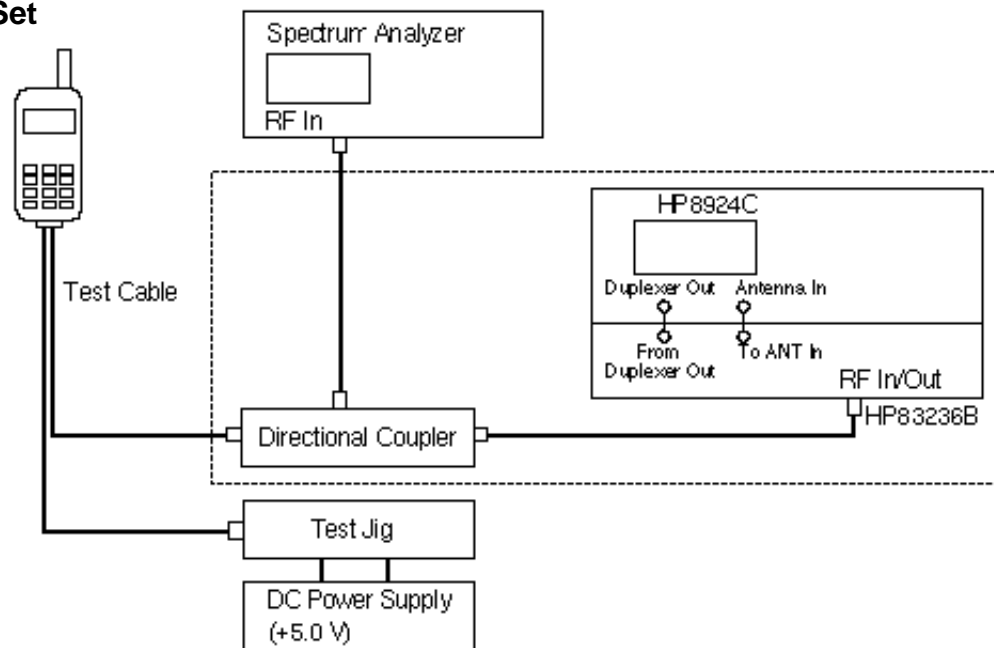 Set
Spectrum Analyzer
RF In
Test Cable
HP8924C
Duplexer Out
Antenna In
From
Duplexer Out
To ANT In
RF In/Out
HP83236B
Directional Coupler
Test Jig
DC Power Supply
(+5.0 V)